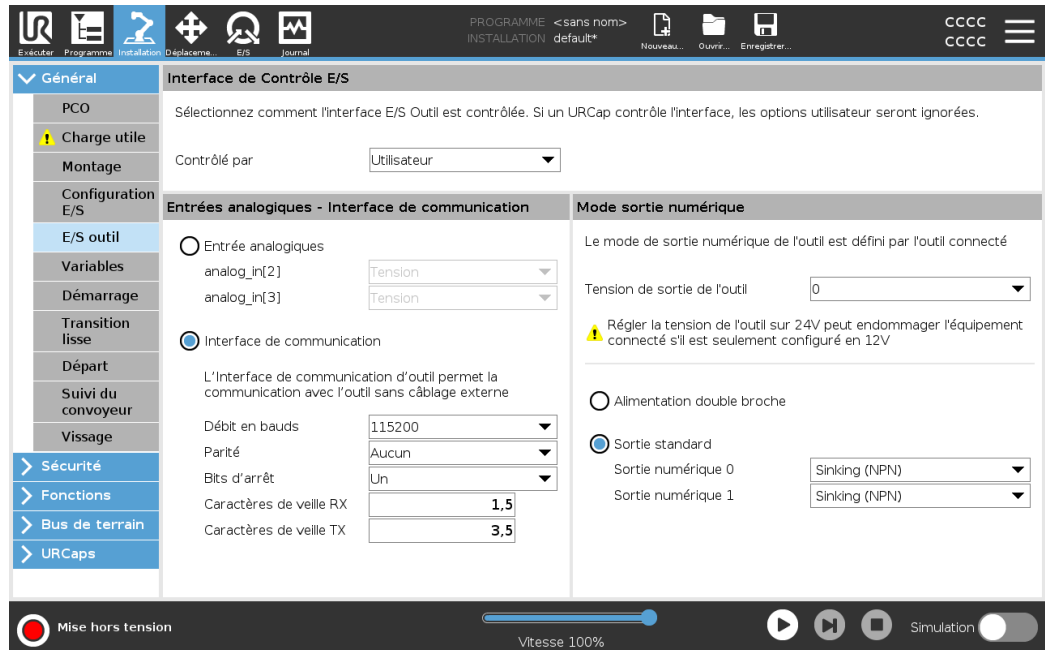 PROGRAMME <sans nom>
INSTALLATION default*
CCCC
CCCC
Exécuter Programme Installation Déplaceme... E/S Journal Nouveau... Ouvrir... Enregistrer...
Général
PCO
Charge utile
Montage
Configuration
E/S
E/S outil
Variables
Démarrage
Transition
lisse
Départ
Suivi du
convoyeur
Vissage
Sécurité
Fonctions
Bus de terrain
URCaps
Interface de Contrôle E/S
Sélectionnez comment l'interface E/S Outil est contrôlée. Si un URCap contrôle l'interface, les options utilisateur seront ignorées.
Contrôlé par Utilisateur
Entrées analogiques - Interface de communication
Entrée analogiques
analog_in[2] Tension
analog_in[3] Tension
Interface de communication
L'Interface de communication d'outil permet la
communication avec l'outil sans câblage externe
Débit en bauds 115200
Parité Aucun
Bits d'arrêt Un
Caractères de veille RX 1,5
Caractères de veille TX 3,5
Mode sortie numérique
Le mode de sortie numérique de l'outil est défini par l'outil connecté
Tension de sortie de l'outil 0
Régler la tension de l'outil sur 24V peut endommager l'équipement
connecté s'il est seulement configuré en 12V
Alimentation double broche
Sortie standard
Sortie numérique 0 Sinking (NPN)
Sortie numérique 1 Sinking (NPN)
Mise hors tension
Vitesse 100%
Simulation